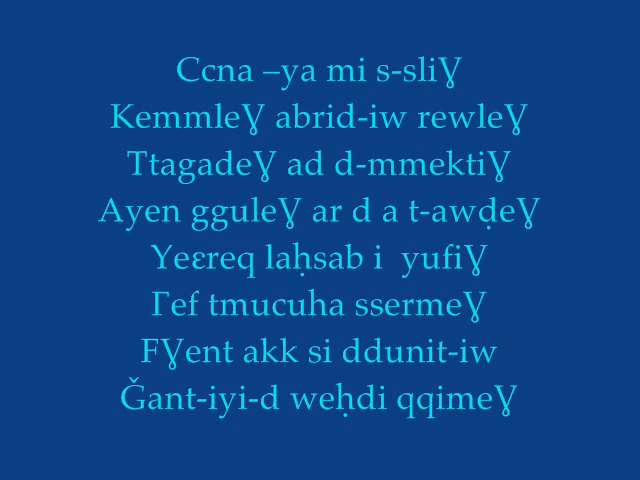 Ccna –ya mi s-sliƔ
KemmleƔ abrid-iw rewleƔ
TtagadeƔ ad d-mmektiƔ
Ayen gguleƔ ar d a t-awḍeƔ
Yeɛreq laḥsab i  yufiƔ
Γef tmucuha ssermeƔ
FƔent akk si ddunit-iw
Ǧant-iyi-d weḥdi qqimeƔ